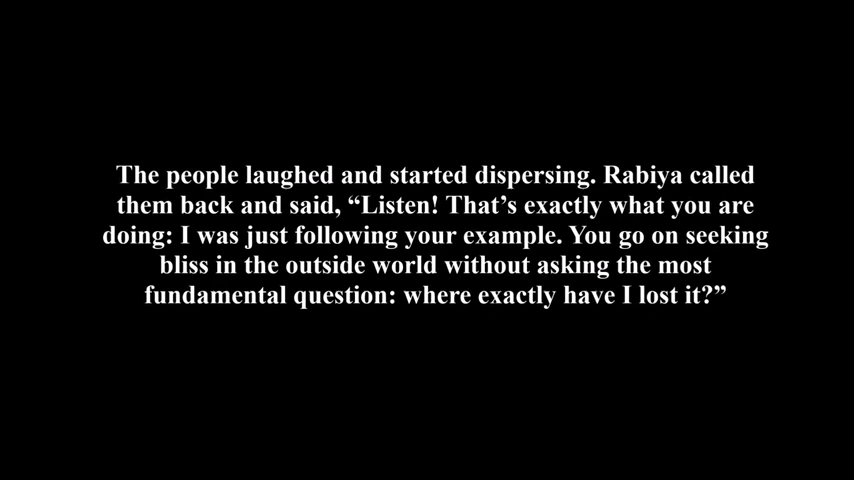 The people laughed and started dispersing. Rabiya called
them back and said, “Listen! That’s exactly what you are
doing: I was just following your example. You go on seeking
bliss in the outside world without asking the most
fundamental question: where exactly have I lost it?”